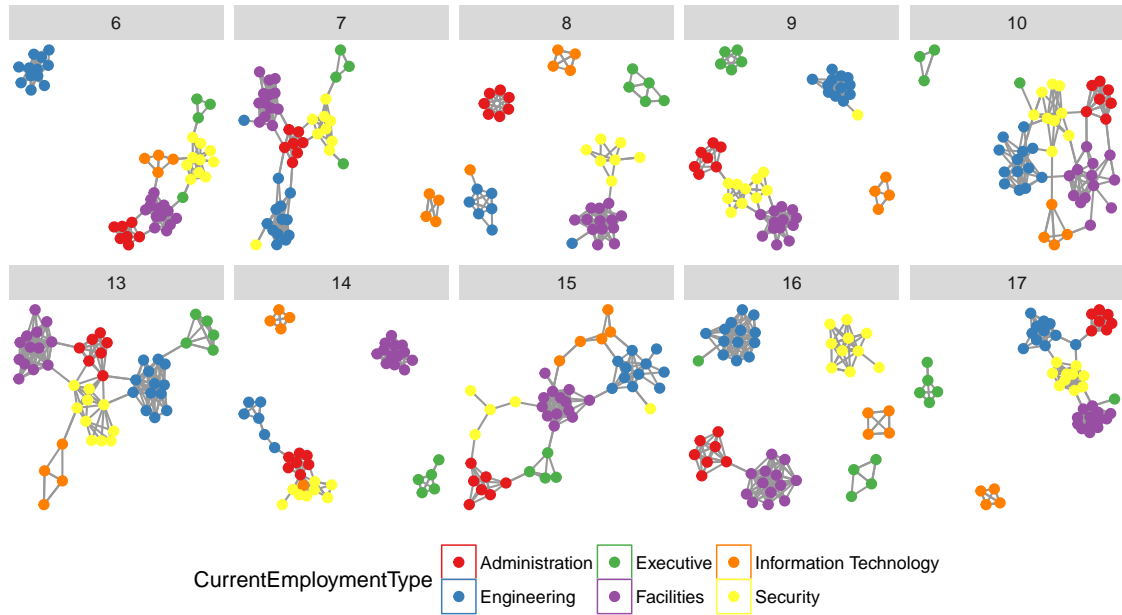 6 7 8 9 10
13 14 15 16 17
CurrentEmploymentType
Administration Executive Information Technology
Engineering Facilities Security